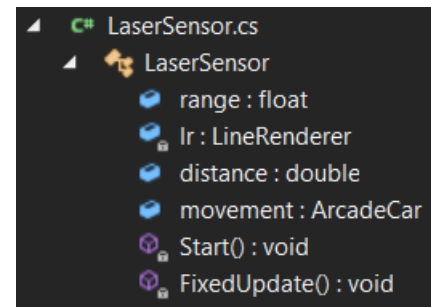 C# LaserSensor.cs
LaserSensor
range : float
lr : LineRenderer
distance : double
movement : ArcadeCar
Start() : void
FixedUpdate() : void